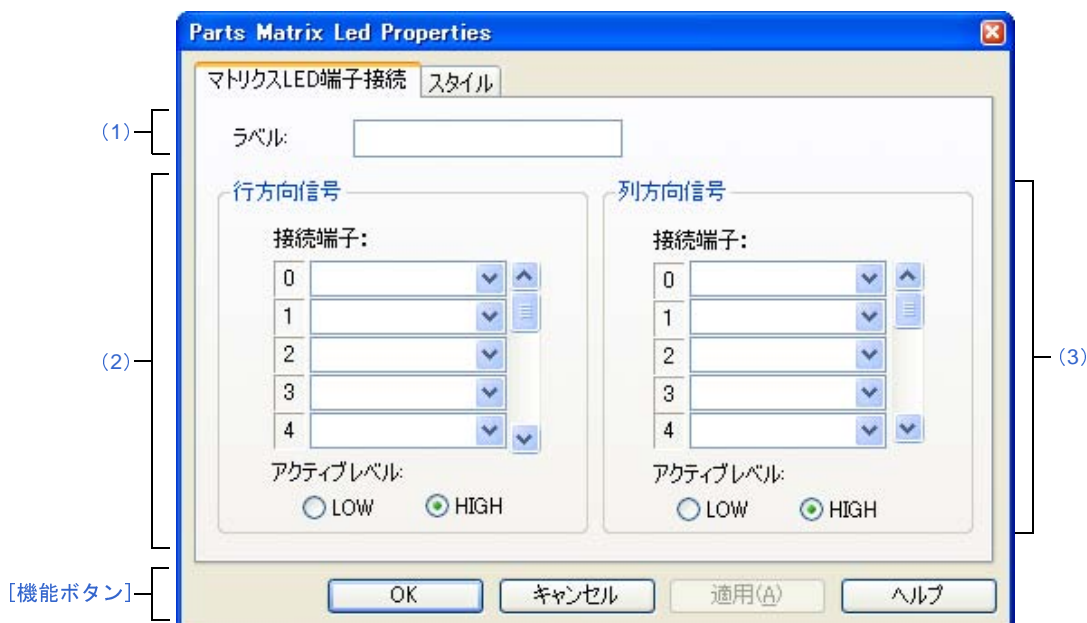 Parts Matrix Led Properties
マトリクスLED端子接続 スタイル
(1)
ラベル:
(2)
行方向信号
接続端子:
0
1
2
3
4
アクティブレベル:
LOW HIGH
列方向信号
接続端子:
0
1
2
3
4
アクティブレベル:
LOW HIGH
(3)
[機能ボタン]
OK キャンセル 適用(A) ヘルプ